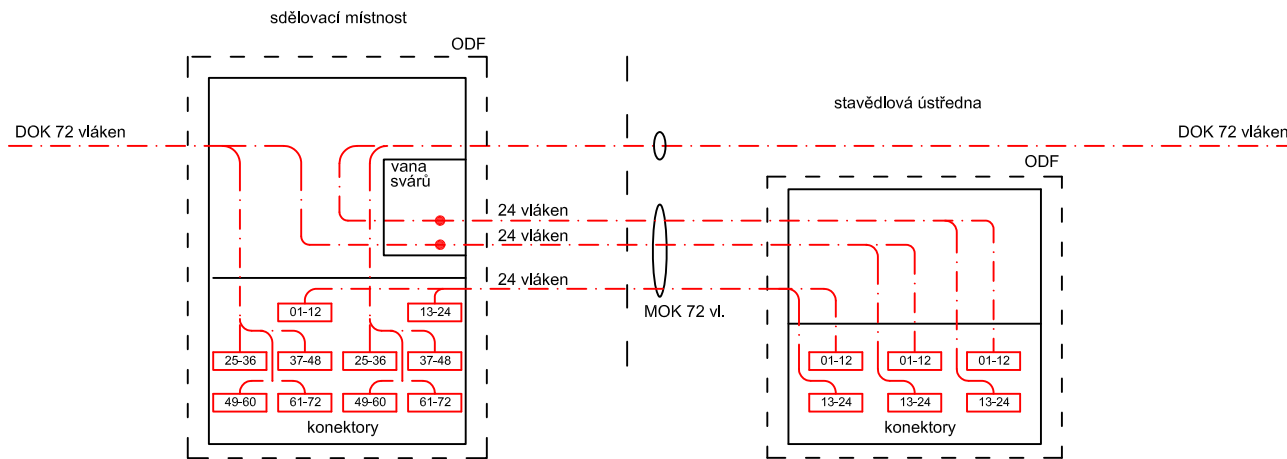 sdělovací místnost
ODF
stavědlová ústředna
DOK 72 vláken
DOK 72 vláken
ODF
vana
svárů
24 vláken
24 vláken
24 vláken
MOK 72 vl.
01-12
13-24
25-36
37-48
25-36
37-48
49-60
61-72
49-60
61-72
konektory
01-12
01-12
01-12
13-24
13-24
13-24
konektory